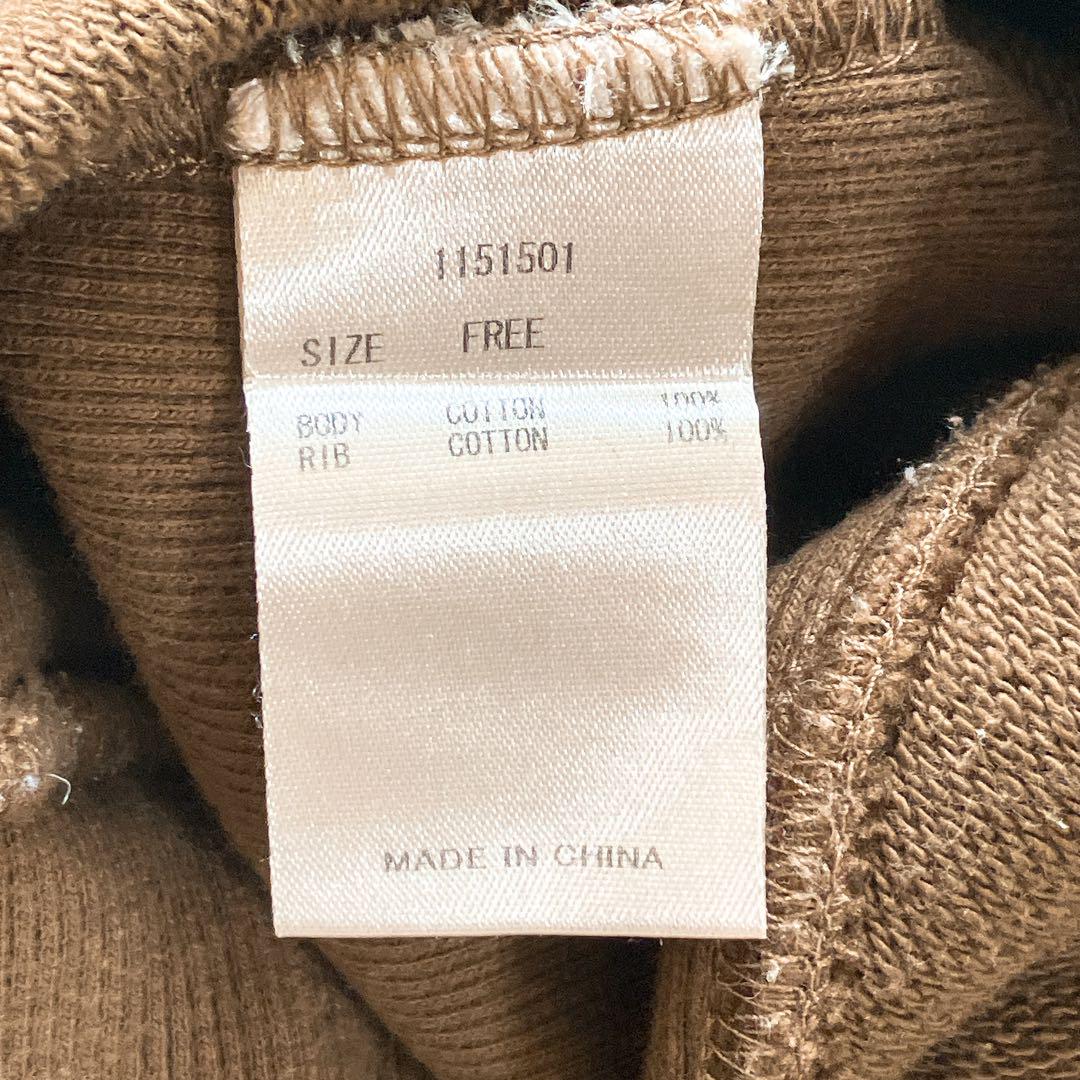 1151501
SIZE FREE
BODY COTTON 100%
RIB COTTON 100%
MADE IN CHINA